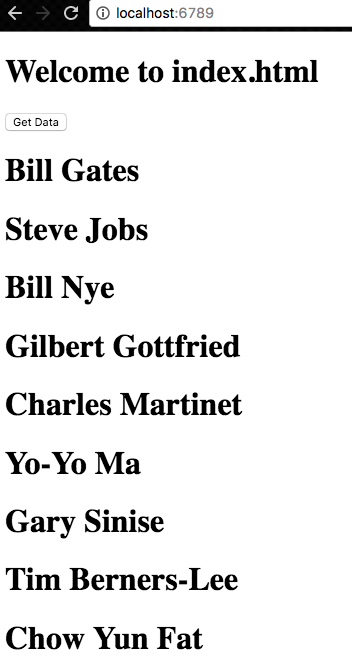 localhost:6789
Welcome to index.html
Get Data
Bill Gates
Steve Jobs
Bill Nye
Gilbert Gottfried
Charles Martinet
Yo-Yo Ma
Gary Sinise
Tim Berners-Lee
Chow Yun Fat